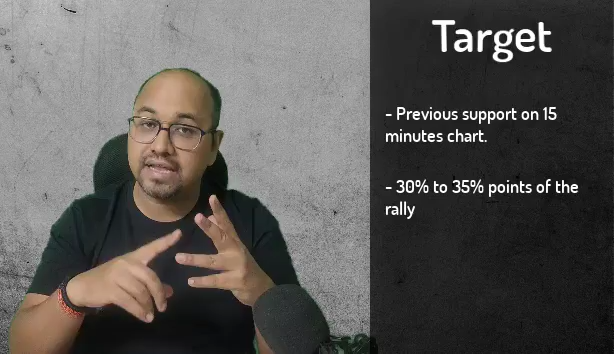 Target
- Previous support on 15
minutes chart.
- 30% to 35% points of the
rally